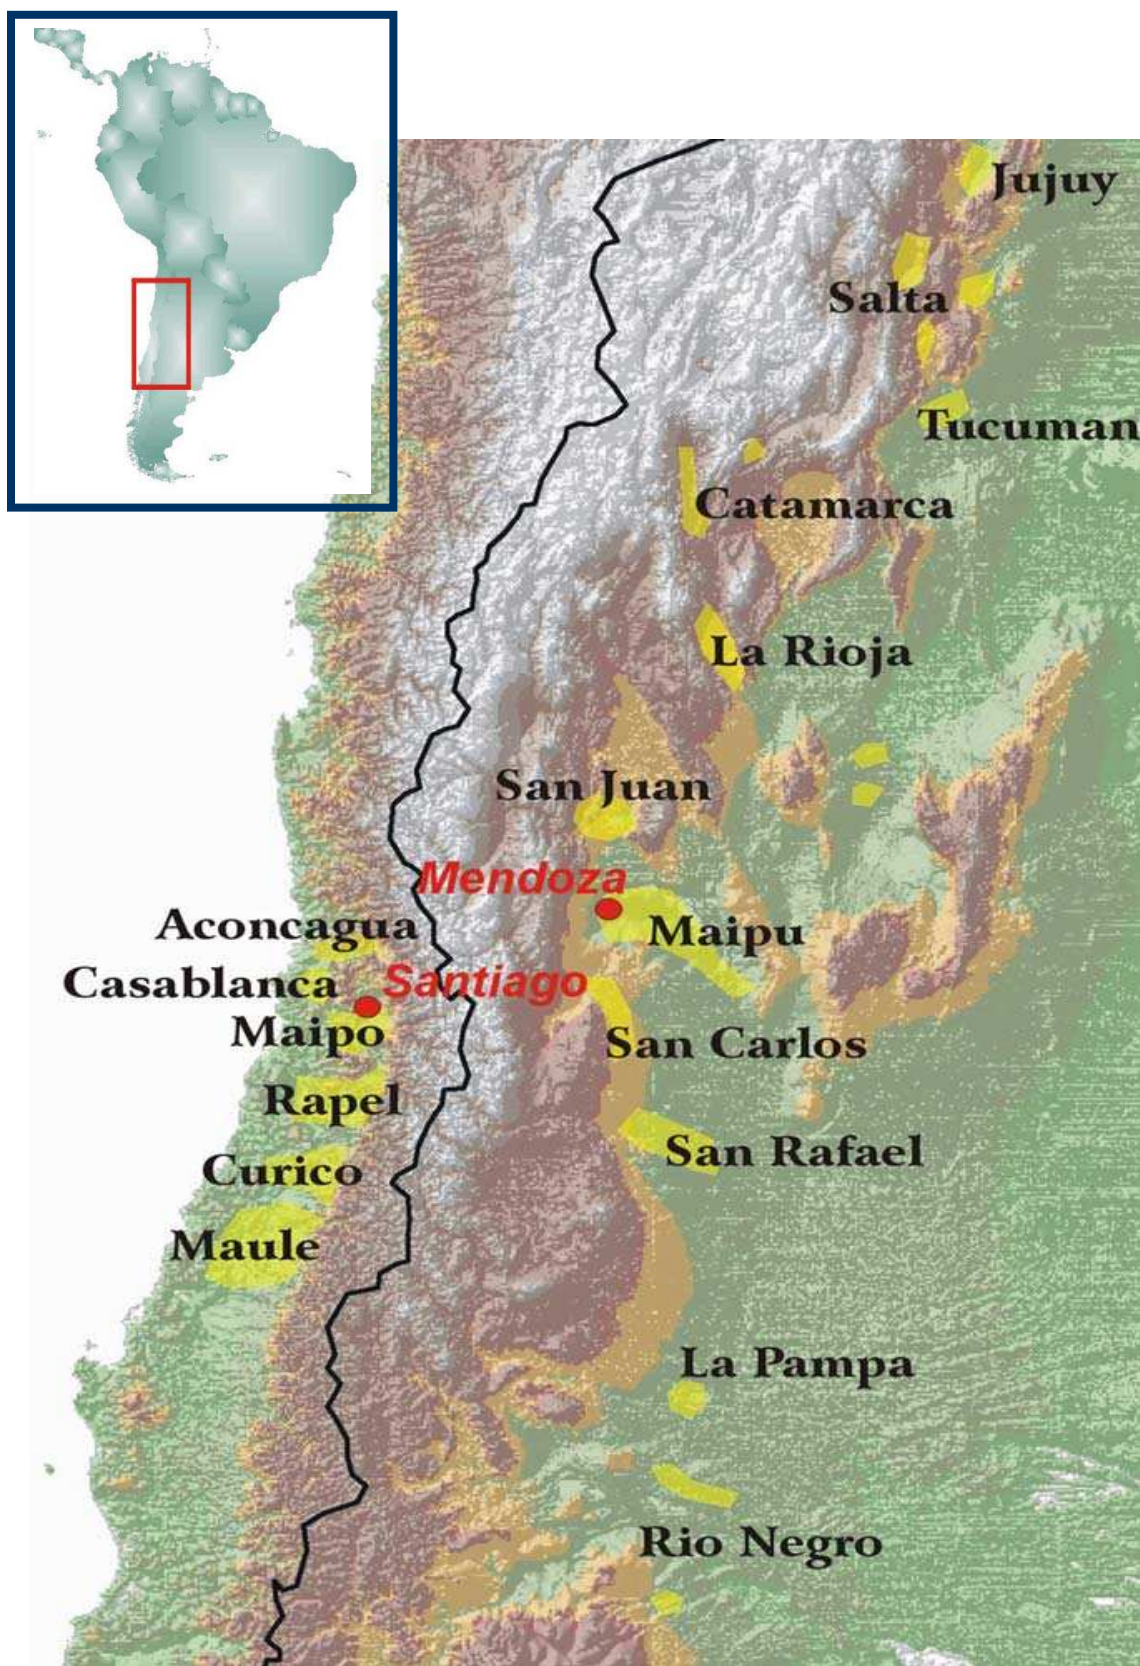 Jujuy
Salta
Tucuman
Catamarca
La Rioja
San Juan
Mendoza
Aconcagua
Maipu
Casablanca
Santiago
Maipo
San Carlos
Rapel
San Rafael
Curico
Maule
La Pampa
Rio Negro